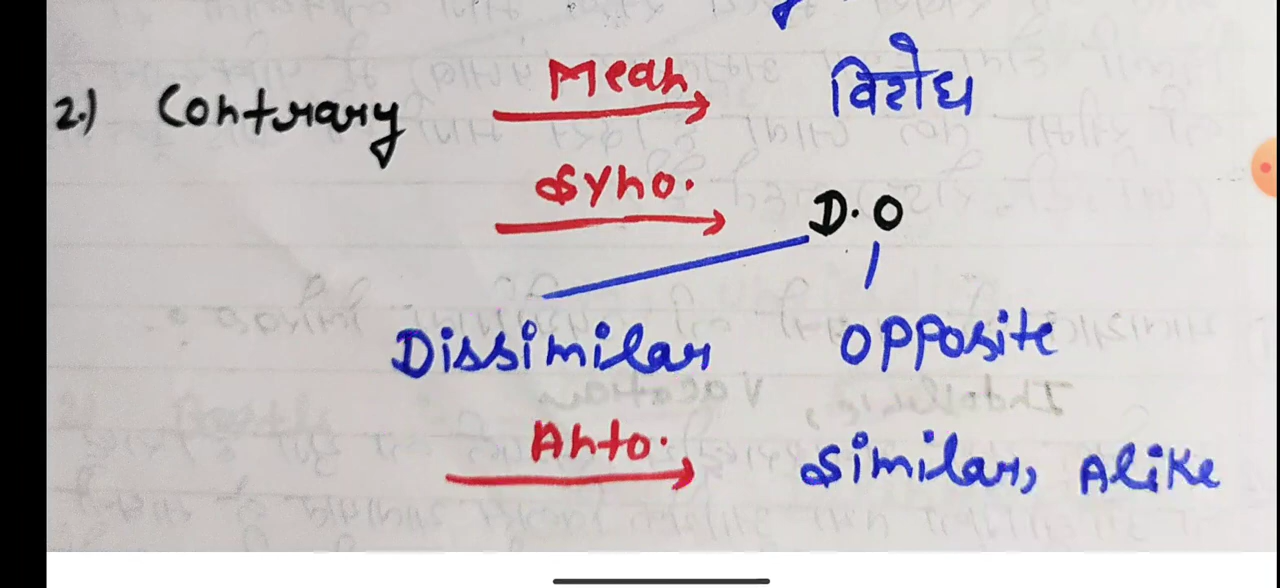 2.) Contrary Mean. विरोध
Syno. D.O
Dissimilar Opposite
Anto. Similar, Alike